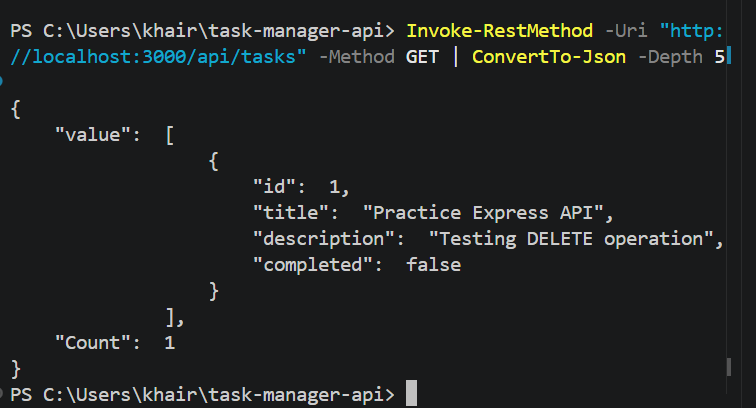 PS C:\Users\khair\task-manager-api> Invoke-RestMethod -Uri "http:
//localhost:3000/api/tasks" -Method GET | ConvertTo-Json -Depth 5
{
    "value":  [
                  {
                      "id":  1,
                      "title":  "Practice Express API",
                      "description":  "Testing DELETE operation",
                      "completed":  false
                  }
              ],
    "Count":  1
}
PS C:\Users\khair\task-manager-api>